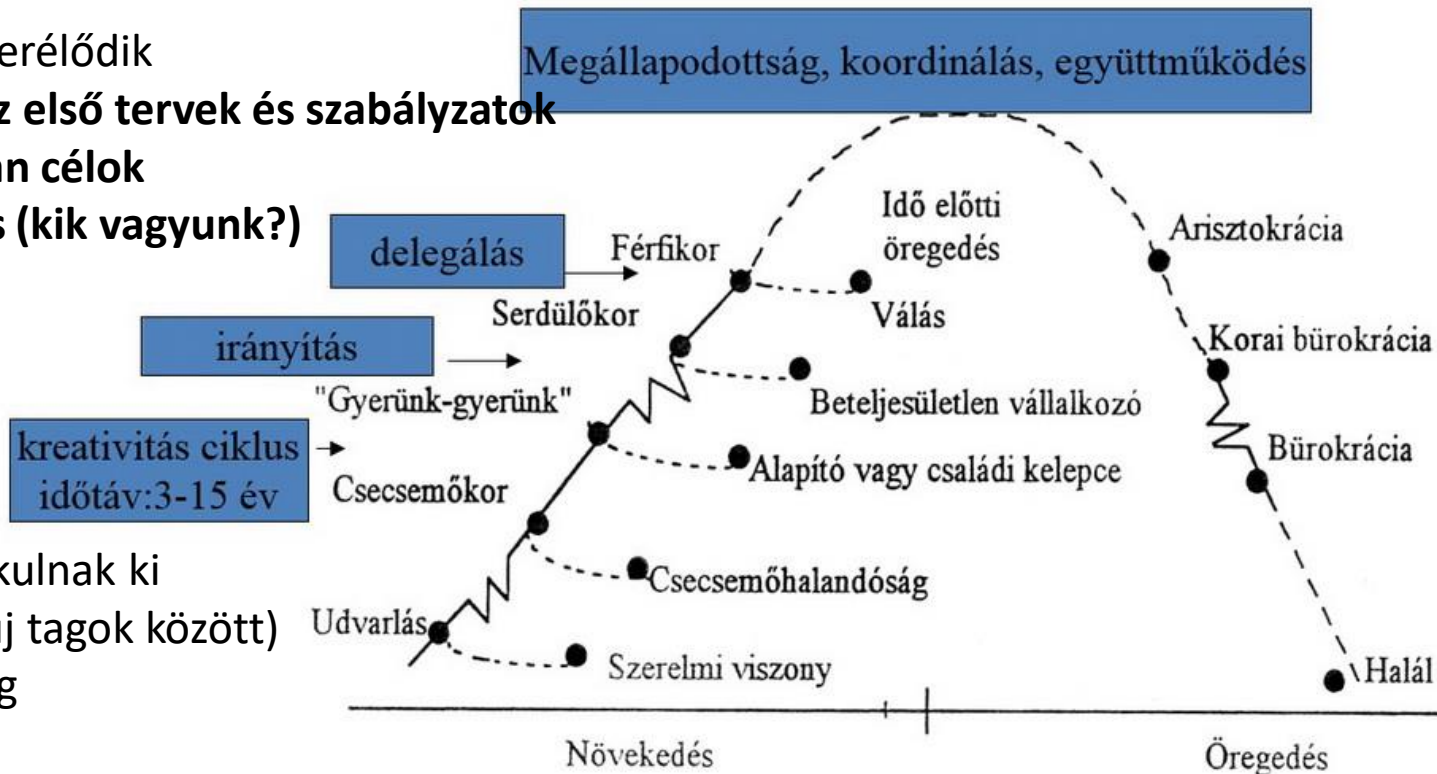 erélődik
z első tervek és szabályzatok
n célok
s (kik vagyunk?)
Megállapodottság, koordinálás, együttműködés
delegálás
Férfikor
Idő előtti
öregedés
Válás
Arisztokrácia
irányítás
Serdülőkor
Korai bürokrácia
"Gyerünk-gyerünk"
Beteljesületlen vállalkozó
kreativitás ciklus
időtáv:3-15 év
Csecsemőkor
Alapító vagy családi kelepce
Bürokrácia
kulnak ki
j tagok között)
g
Csecsemőhalandóság
Udvarlás
Szerelmi viszony
Halál
Növekedés
Öregedés